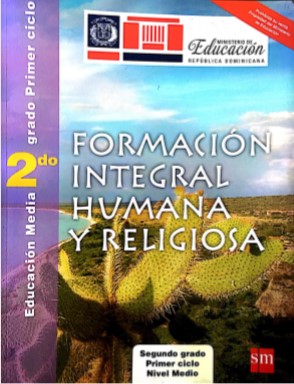 MINISTERIO DE
Educación
REPÚBLICA DOMINICANA
Educación Media 2do grado Primer ciclo
FORMACIÓN
INTEGRAL
HUMANA
Y RELIGIOSA
Segundo grado
Primer ciclo
Nivel Medio
sm